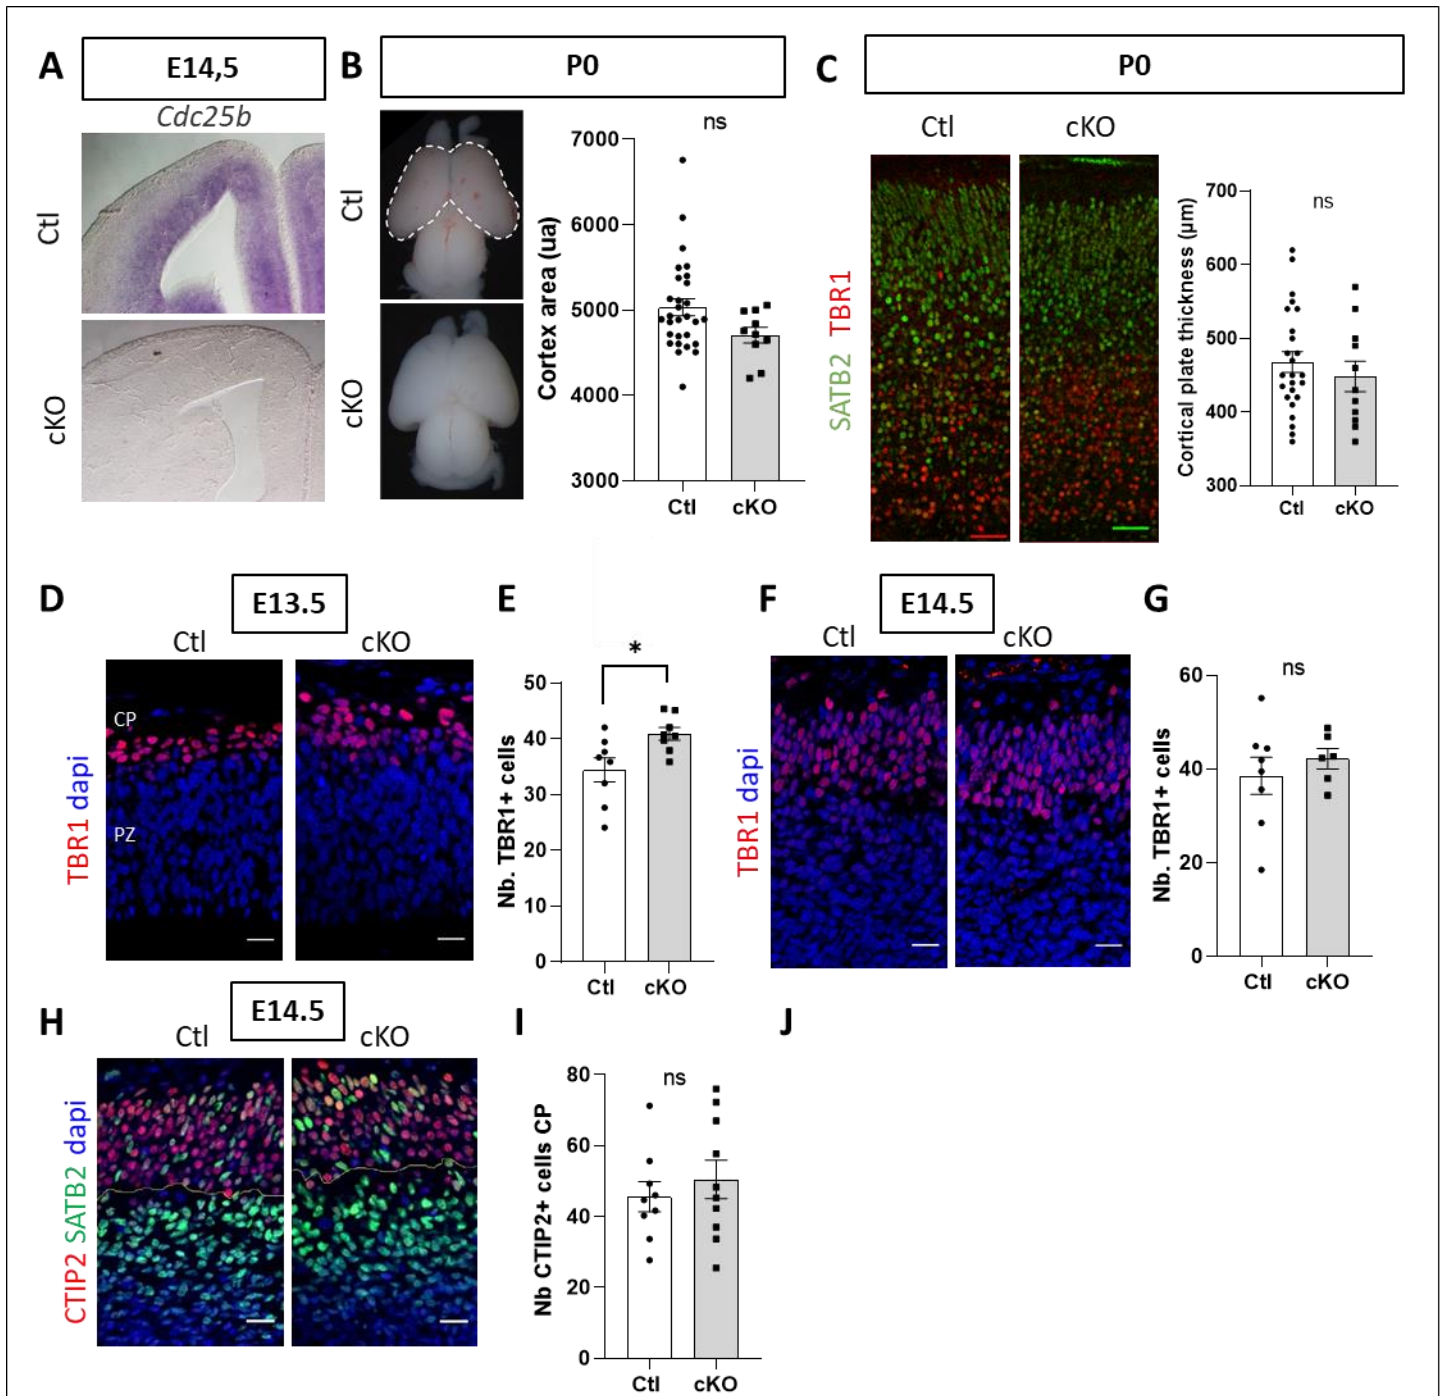 A
E14,5
Cdc25b
Ctl
cKO
B
P0
Ctl
cKO
Cortex area (ua)
ns
7000
6000
5000
4000
3000
Ctl cKO
C
P0
Ctl cKO
SATB2 TBR1
Cortical plate thickness (µm)
ns
700
600
500
400
300
Ctl cKO
D
E13.5
Ctl cKO
TBR1 dapi
CP
PZ
E
*
Nb. TBR1+ cells
50
40
30
20
10
0
Ctl cKO
F
E14.5
Ctl cKO
TBR1 dapi
G
ns
Nb. TBR1+ cells
60
40
20
0
Ctl cKO
H
E14.5
Ctl cKO
CTIP2 SATB2 dapi
I
ns
Nb CTIP2+ cells CP
80
60
40
20
0
Ctl cKO
J